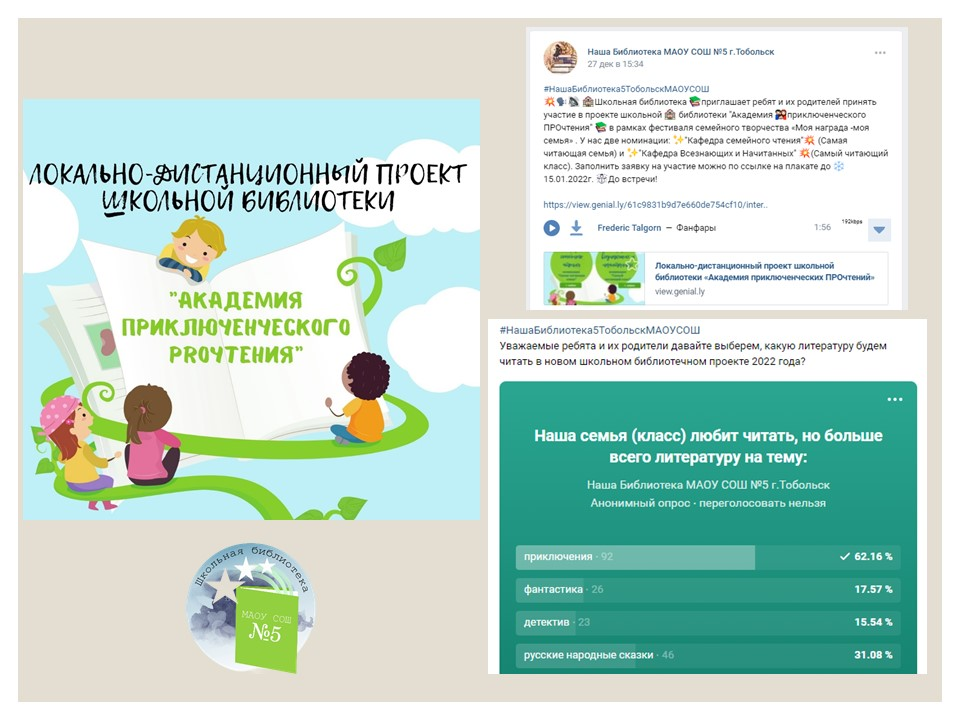 ЛОКАЛЬНО-ДИСТАНЦИОННЫЙ ПРОЕКТ
ШКОЛЬНОЙ БИБЛИОТЕКИ
"АКАДЕМИЯ
ПРИКЛЮЧЕНЧЕСКОГО
PROЧТЕНИЯ"
Школьная библиотека
МАОУ СОШ
№5
Наша Библиотека МАОУ СОШ №5 г.Тобольск
27 дек в 15:34
#НашаБиблиотека5ТобольскМАОУСОШ
Школьная библиотека приглашает ребят и их родителей принять
участие в проекте школьной библиотеки "Академия приключенческого
ПРОчтения" в рамках фестиваля семейного творчества «Моя награда -моя
семья» . У нас две номинации: "Кафедра семейного чтения" (Самая
читающая семья) и "Кафедра Всезнающих и Начитанных" (Самый читающий
класс). Заполнить заявку на участие можно по ссылке на плакате до
15.01.2022г. До встречи!
https://view.genial.ly/61c9831b9d7e660de754cf10/inter..
Frederic Talgorn – Фанфары
1:56
192kbps
Локально-дистанционный проект школьной
библиотеки «Академия приключенческих ПРОчтений»
view.genial.ly
#НашаБиблиотека5ТобольскМАОУСОШ
Уважаемые ребята и их родители давайте выберем, какую литературу будем
читать в новом школьном библиотечном проекте 2022 года?
Наша семья (класс) любит читать, но больше
всего литературу на тему:
Наша Библиотека МАОУ СОШ №5 г.Тобольск
Анонимный опрос · переголосовать нельзя
приключения · 92 62.16 %
фантастика · 26 17.57 %
детектив · 23 15.54 %
русские народные сказки · 46 31.08 %